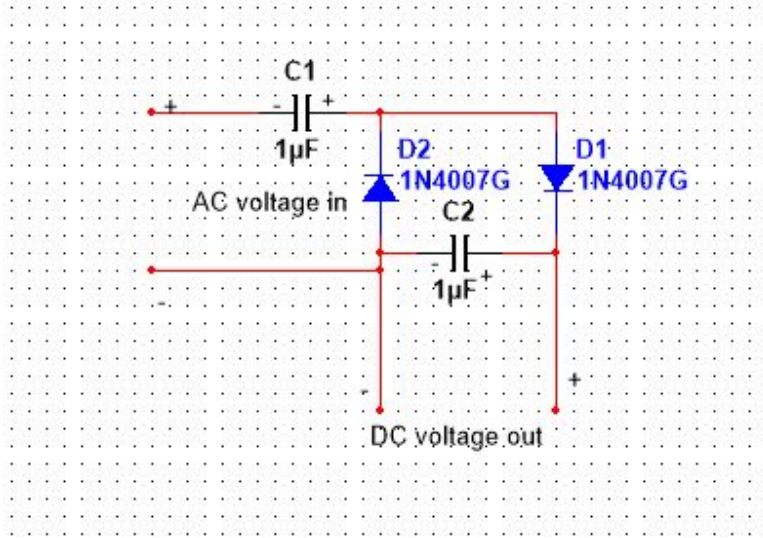 C1
+ - +
1µF
D2
1N4007G
D1
1N4007G
AC voltage in
C2
- +
1µF
-
- +
DC voltage out